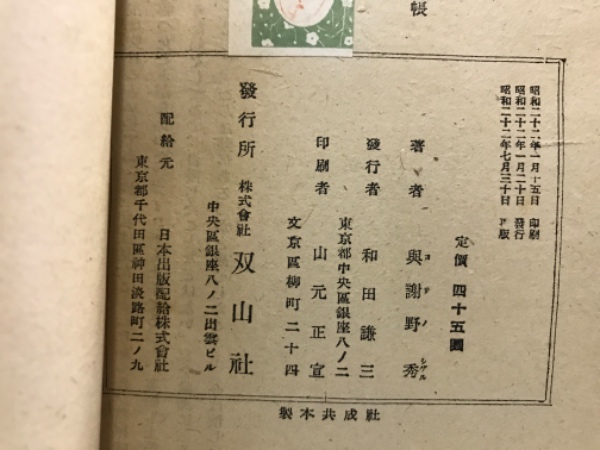 帳
昭和二十二年一月十五日 印刷
昭和二十二年一月二十日 發行
昭和二十二年七月三十日 再版
定價 四十五圓
著者 與謝野秀
ヨサノ シゲル
發行者 和田謙三
東京都中央區銀座八ノ二
印刷者 山元正宣
文京區柳町二十四
發行所 株式會社 双山社
中央區銀座八ノ二出雲ビル
配給元 日本出版配給株式會社
東京都千代田區神田淡路町二ノ九
製本共成社